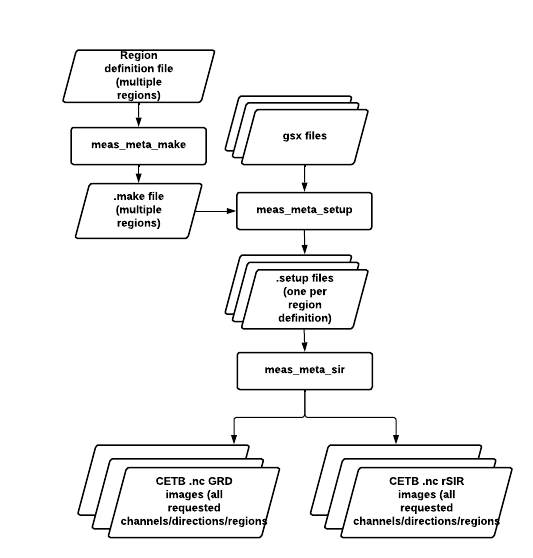 Region
definition file
(multiple
regions)
meas_meta_make
gsx files
.make file
(multiple
regions)
meas_meta_setup
.setup files
(one per
region
definition)
meas_meta_sir
CETB .nc GRD
images (all
requested
channels/directions/regions
CETB .nc rSIR
images (all
requested
channels/directions/regions